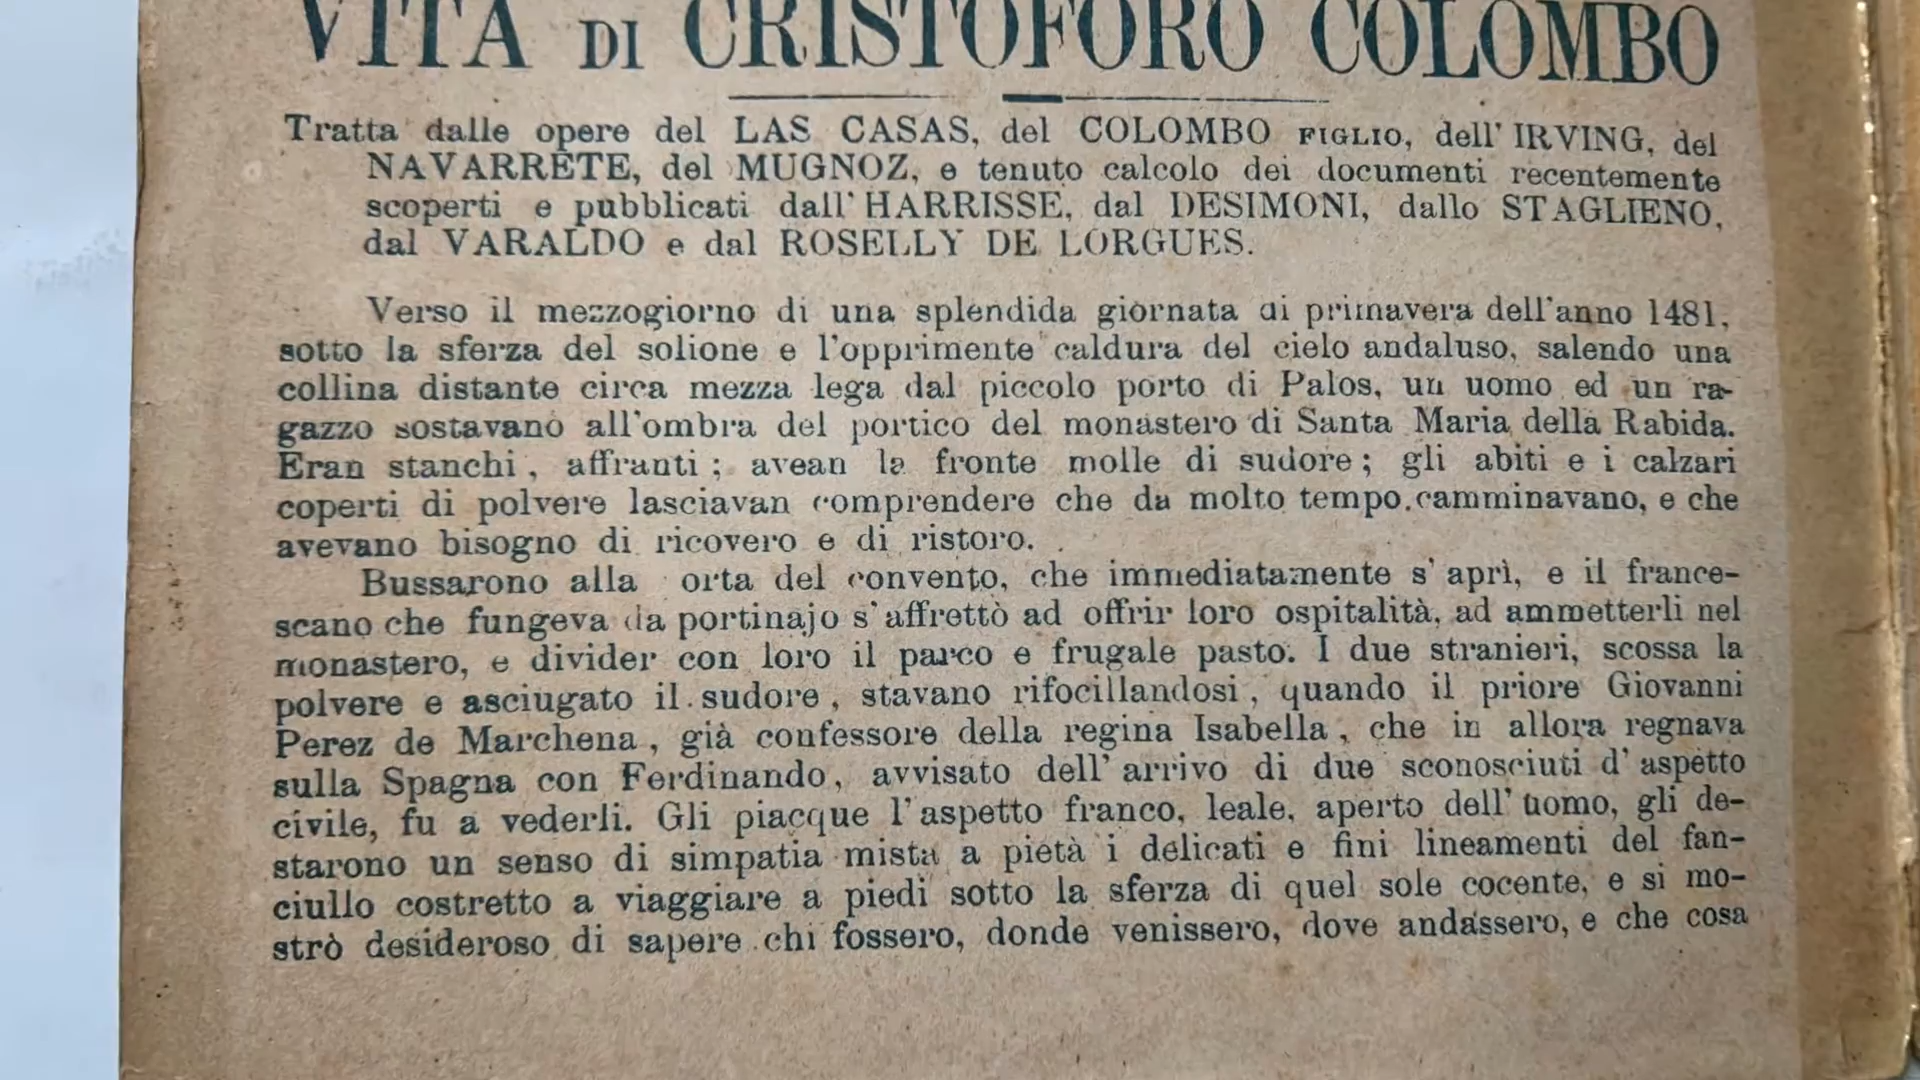 VITA DI CRISTOFORO COLOMBO
Tratta dalle opere del LAS CASAS, del COLOMBO FIGLIO, dell' IRVING, del
NAVARRETE, del MUGNOZ, e tenuto calcolo dei documenti recentemente
scoperti e pubblicati dall' HARRISSE, dal DESIMONI, dallo STAGLIENO,
dal VARALDO e dal ROSELLY DE LORGUES.
Verso il mezzogiorno di una splendida giornata di primavera dell'anno 1481,
sotto la sferza del solione e l'opprimente caldura del cielo andaluso, salendo una
collina distante circa mezza lega dal piccolo porto di Palos, un uomo ed un ra-
gazzo sostavano all'ombra del portico del monastero di Santa Maria della Rabida.
Eran stanchi, affranti; avean la fronte molle di sudore; gli abiti e i calzari
coperti di polvere lasciavan comprendere che da molto tempo camminavano, e che
avevano bisogno di ricovero e di ristoro.
Bussarono alla orta del convento, che immediatamente s' aprì, e il france-
scano che fungeva da portinajo s'affrettò ad offrir loro ospitalità, ad ammetterli nel
monastero, e divider con loro il parco e frugale pasto. I due stranieri, scossa la
polvere e asciugato il sudore, stavano rifocillandosi, quando il priore Giovanni
Perez de Marchena, già confessore della regina Isabella, che in allora regnava
sulla Spagna con Ferdinando, avvisato dell' arrivo di due sconosciuti d' aspetto
civile, fu a vederli. Gli piacque l'aspetto franco, leale, aperto dell' uomo, gli de-
starono un senso di simpatia mista a pietà i delicati e fini lineamenti del fan-
ciullo costretto a viaggiare a piedi sotto la sferza di quel sole cocente, e si mo-
strò desideroso di sapere chi fossero, donde venissero, dove andassero, e che cosa